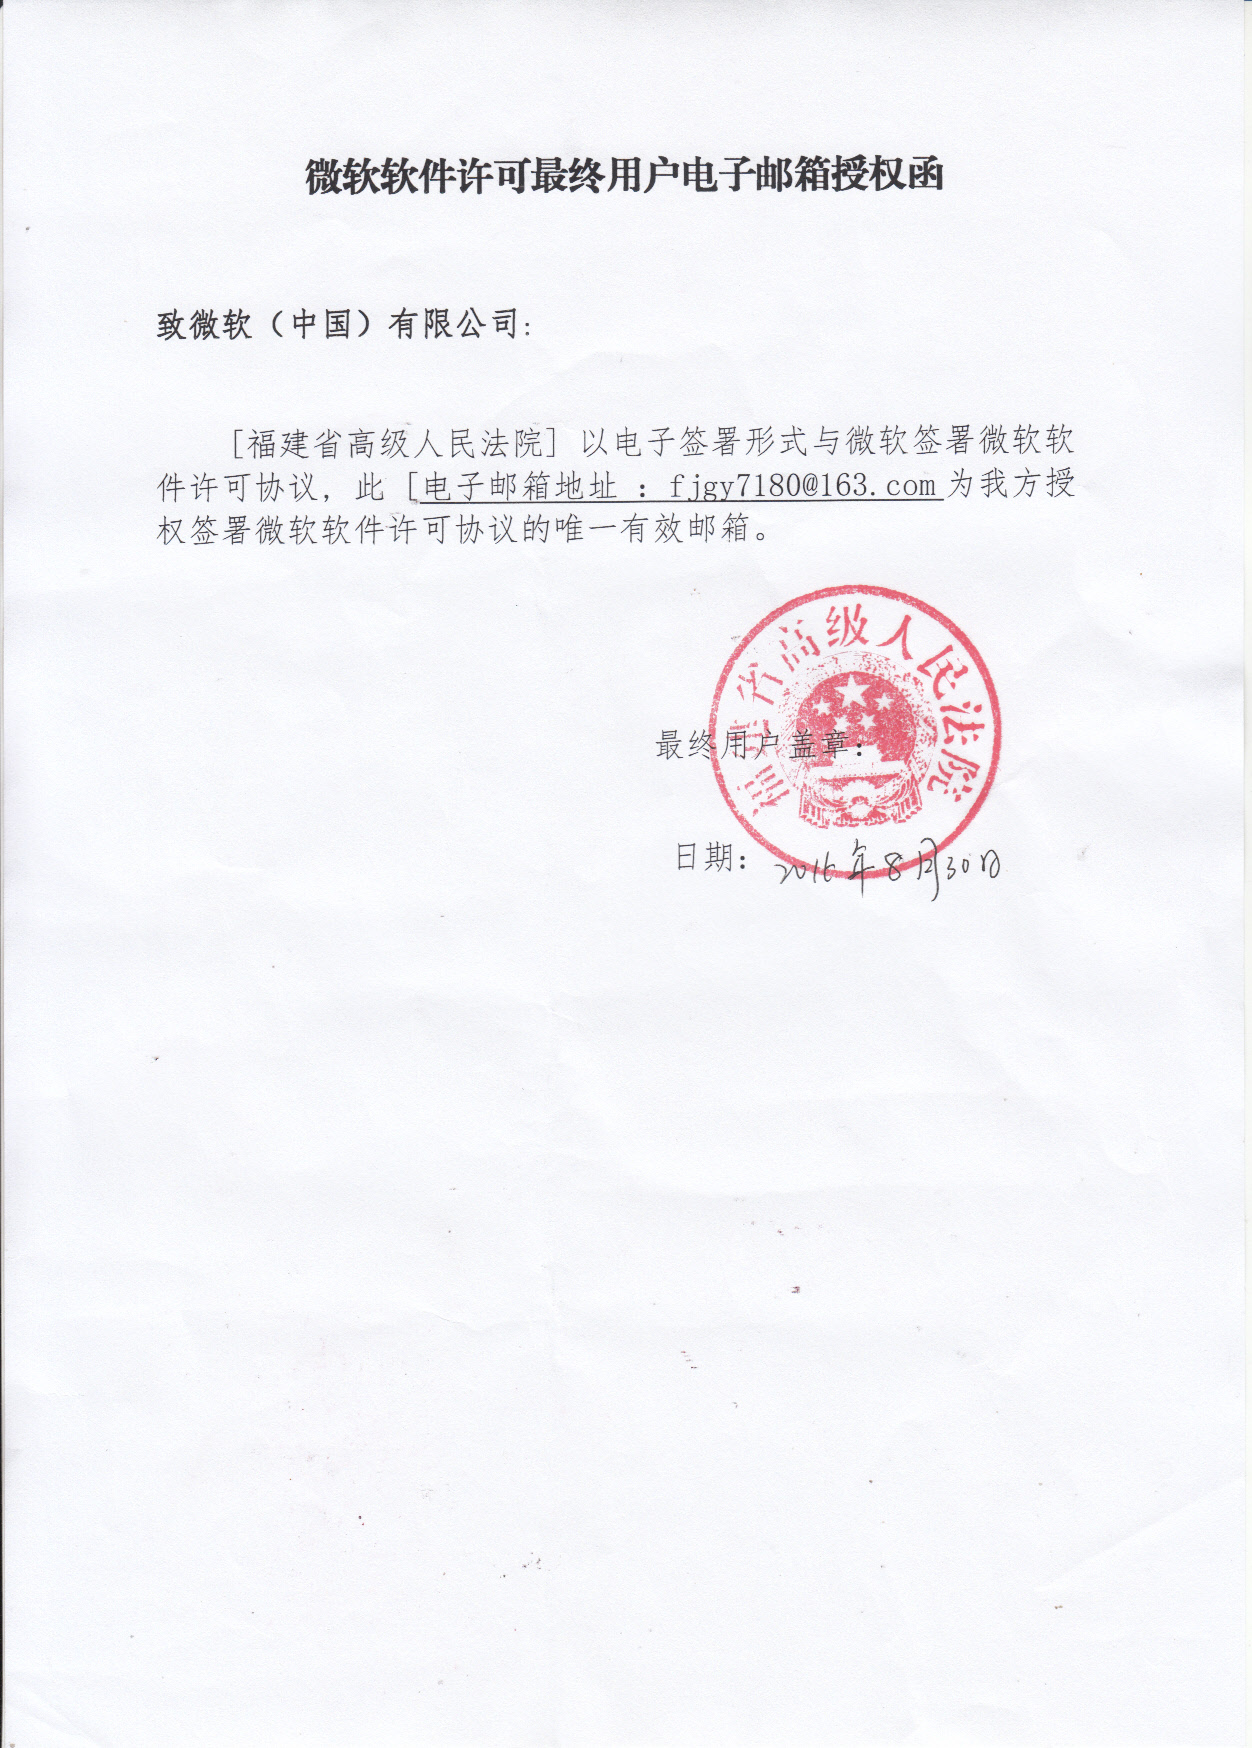 微软软件许可最终用户电子邮箱授权函
致微软（中国）有限公司:
[福建省高级人民法院] 以电子签署形式与微软签署微软软
件许可协议，此 [电子邮箱地址 : fjgy7180@163.com 为我方授
权签署微软软件许可协议的唯一有效邮箱。
福建省高级人民法院
最终用户盖章:
日期: 2016年8月30日